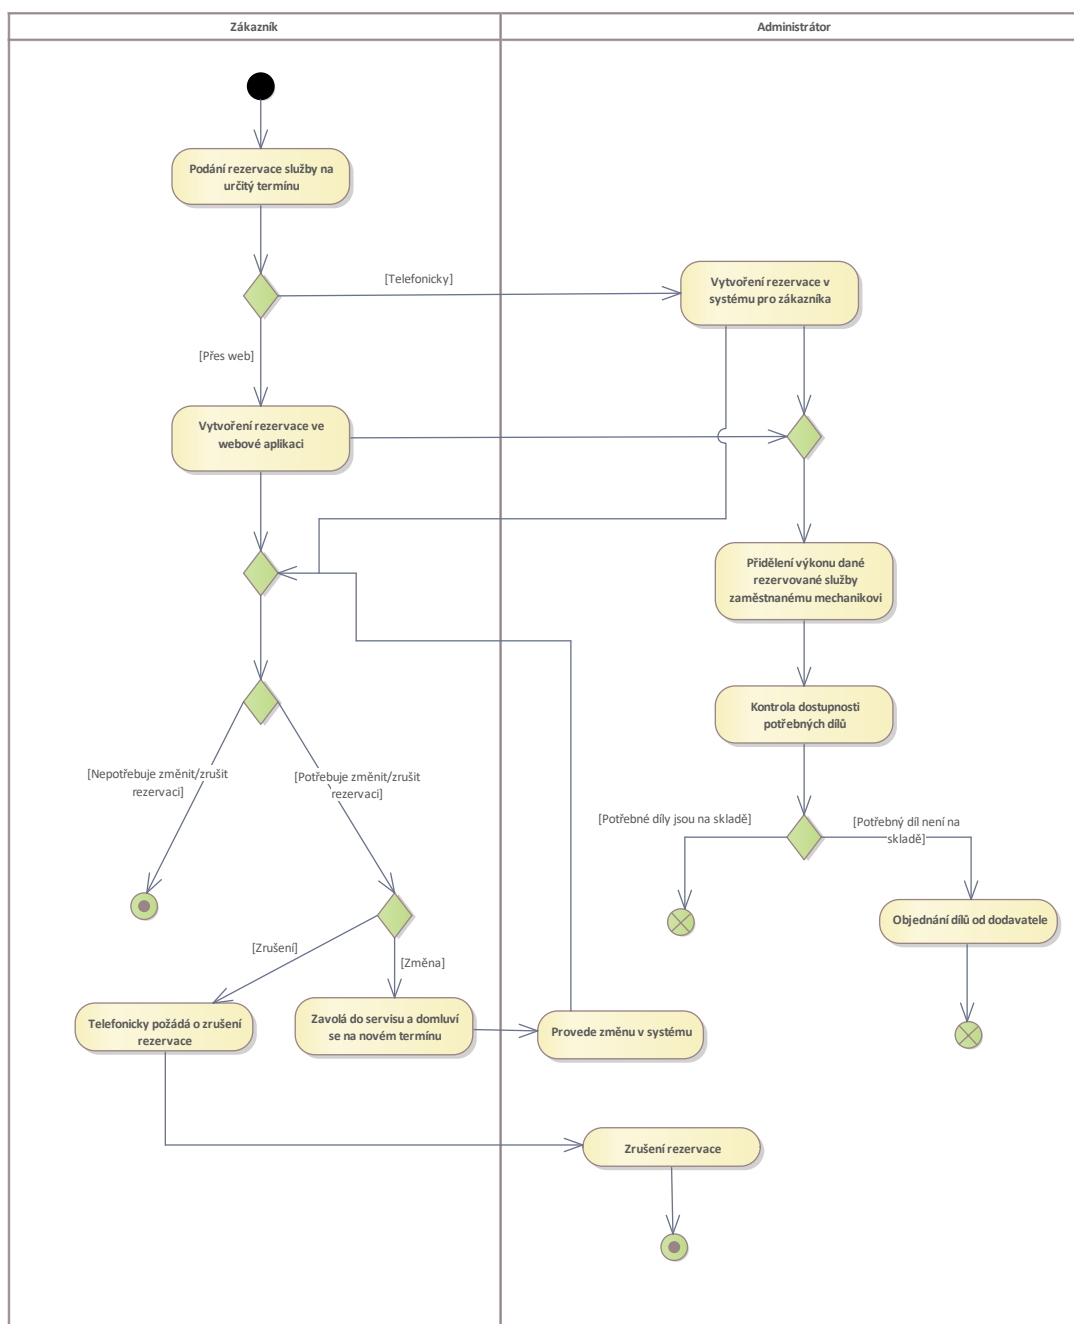 Zákazník
Administrátor
Podání rezervace služby na
určitý termínu
[Telefonicky]
Vytvoření rezervace v
systému pro zákazníka
[Přes web]
Vytvoření rezervace ve
webové aplikaci
Přidělení výkonu dané
rezervované služby
zaměstnanému mechanikovi
Kontrola dostupnosti
potřebných dílů
[Nepotřebuje změnit/zrušit
rezervaci]
[Potřebuje změnit/zrušit
rezervaci]
[Potřebné díly jsou na skladě]
[Potřebný díl není na
skladě]
Objednání dílů od dodavatele
[Zrušení]
[Změna]
Telefonicky požádá o zrušení
rezervace
Zavolá do servisu a domluví
se na novém termínu
Provede změnu v systému
Zrušení rezervace